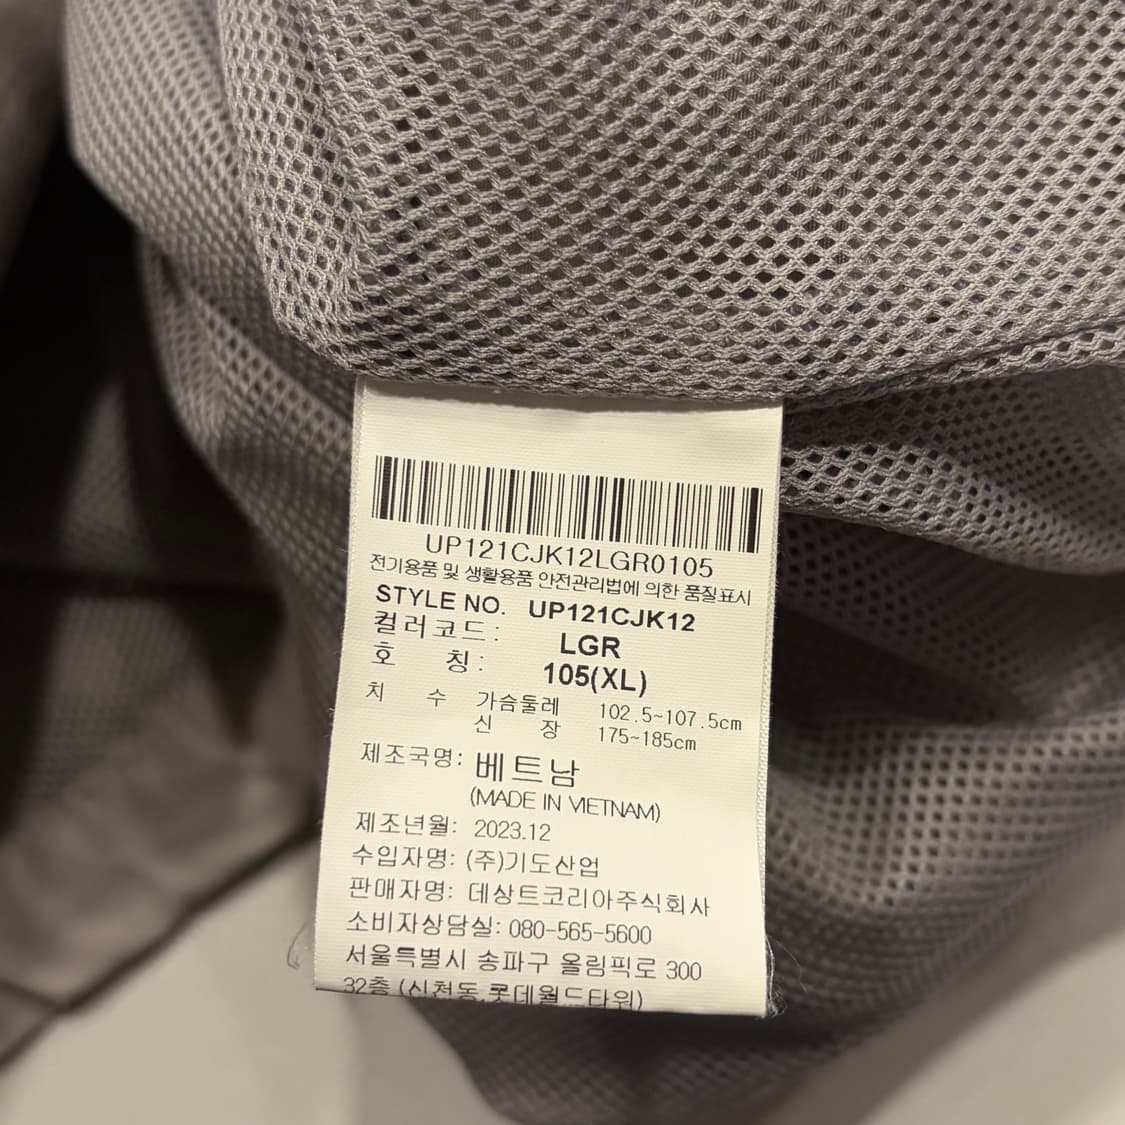 UP121CJK12LGR0105
전기용품 및 생활용품 안전관리법에 의한 품질표시
STYLE NO. UP121CJK12
컬러코드: LGR
호 칭: 105(XL)
치 수 가슴둘레 102.5~107.5cm
신 장 175~185cm
제조국명: 베트남
(MADE IN VIETNAM)
제조년월: 2023.12
수입자명: (주)기도산업
판매자명: 데상트코리아주식회사
소비자상담실: 080-565-5600
서울특별시 송파구 올림픽로 300
32층 (신천동,롯데월드타워)